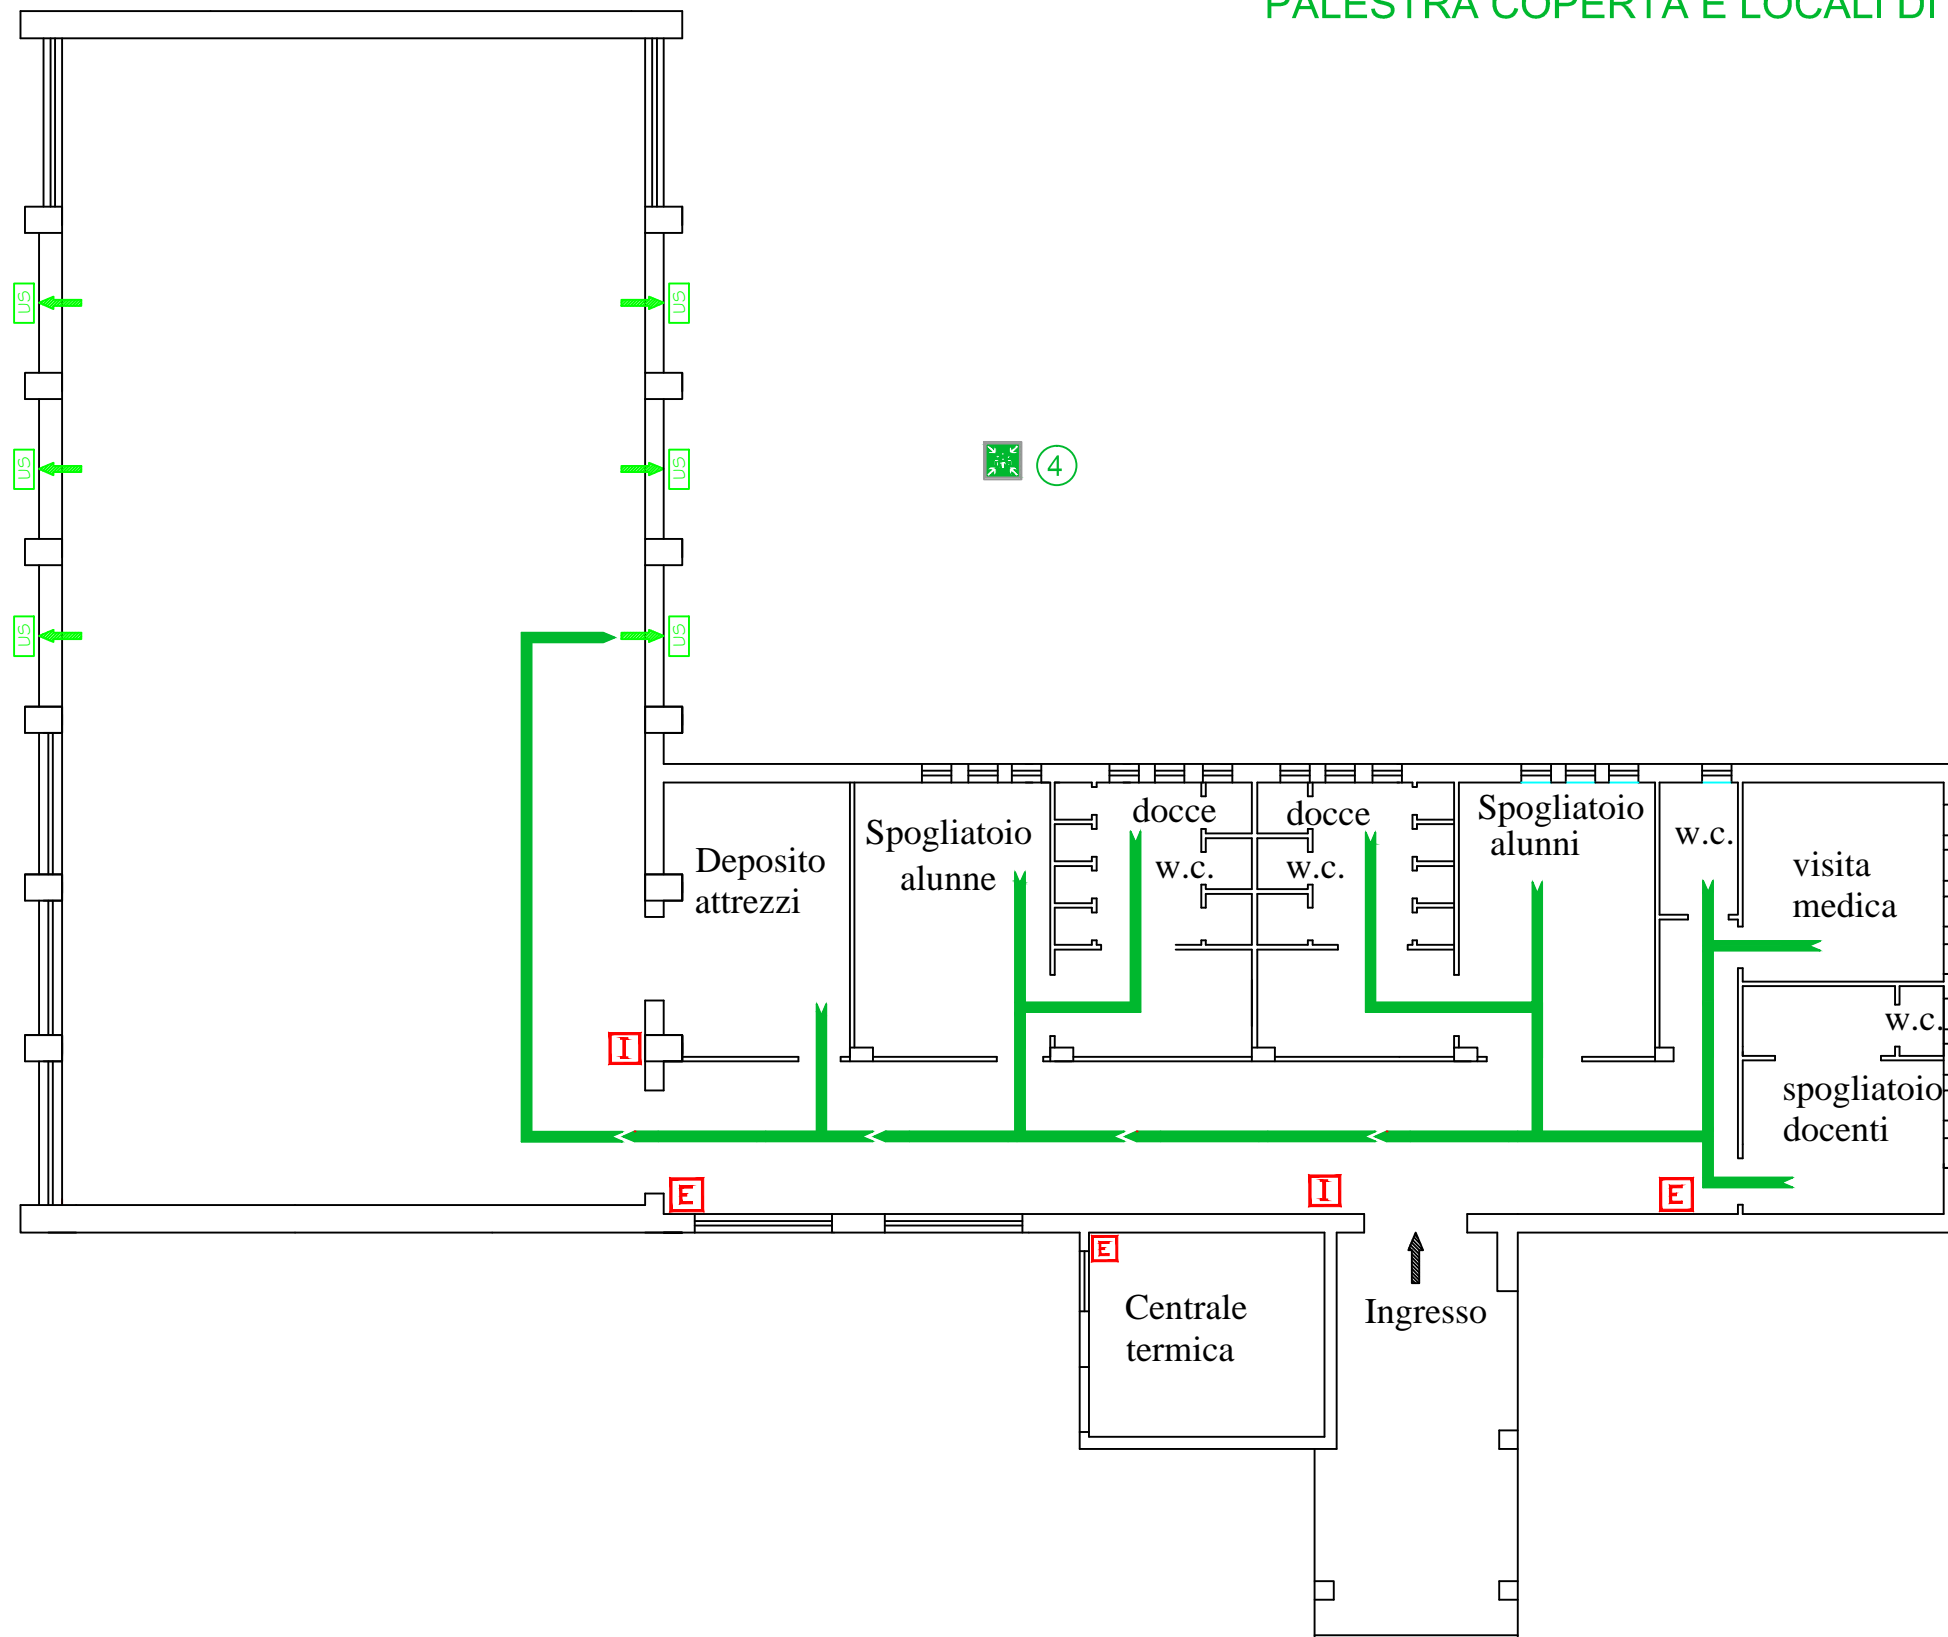 PALESTRA COPERTA E LOCALI DI
US
US
US
US
4
US
US
docce
docce
Spogliatoio
alunni
Spogliatoio
alunne
w.c.
Deposito
attrezzi
w.c.
w.c.
visita
medica
w.c.
I
spogliatoio
docenti
E
I
E
E
Centrale
termica
Ingresso